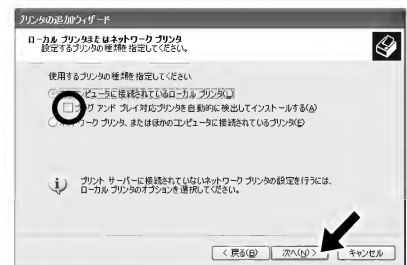 プリンタの追加ウィザード
ローカル プリンタまたはネットワーク プリンタ
設定するプリンタの種類を指定してください。
使用するプリンタの種類を指定してください
コンピュータに接続されているローカル プリンタ(L)
プラグ アンド プレイ対応プリンタを自動的に検出してインストールする(A)
ネットワーク プリンタ、またはほかのコンピュータに接続されているプリンタ(E)
プリント サーバーに接続されていないネットワーク プリンタの設定を行うには、
ローカル プリンタのオプションを選択してください。
< 戻る(B) 次へ(N) > キャンセル